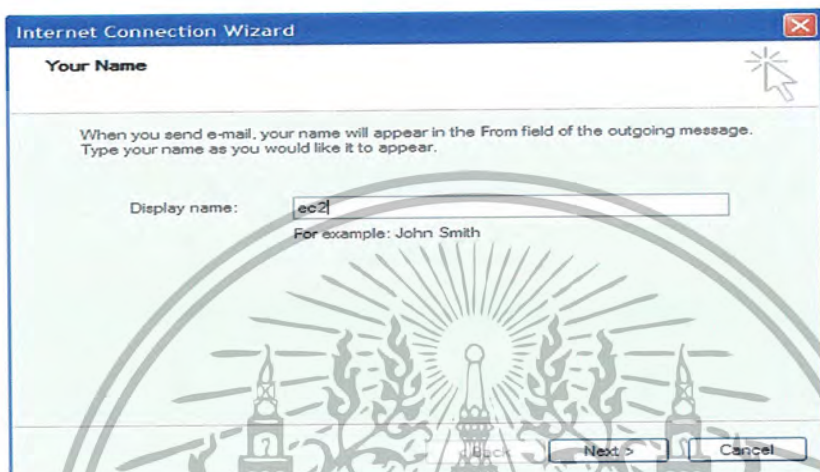 Internet Connection Wizard
Your Name
When you send e-mail, your name will appear in the From field of the outgoing message.
Type your name as you would like it to appear.
Display name: ec2
For example: John Smith
< Back Next > Cancel